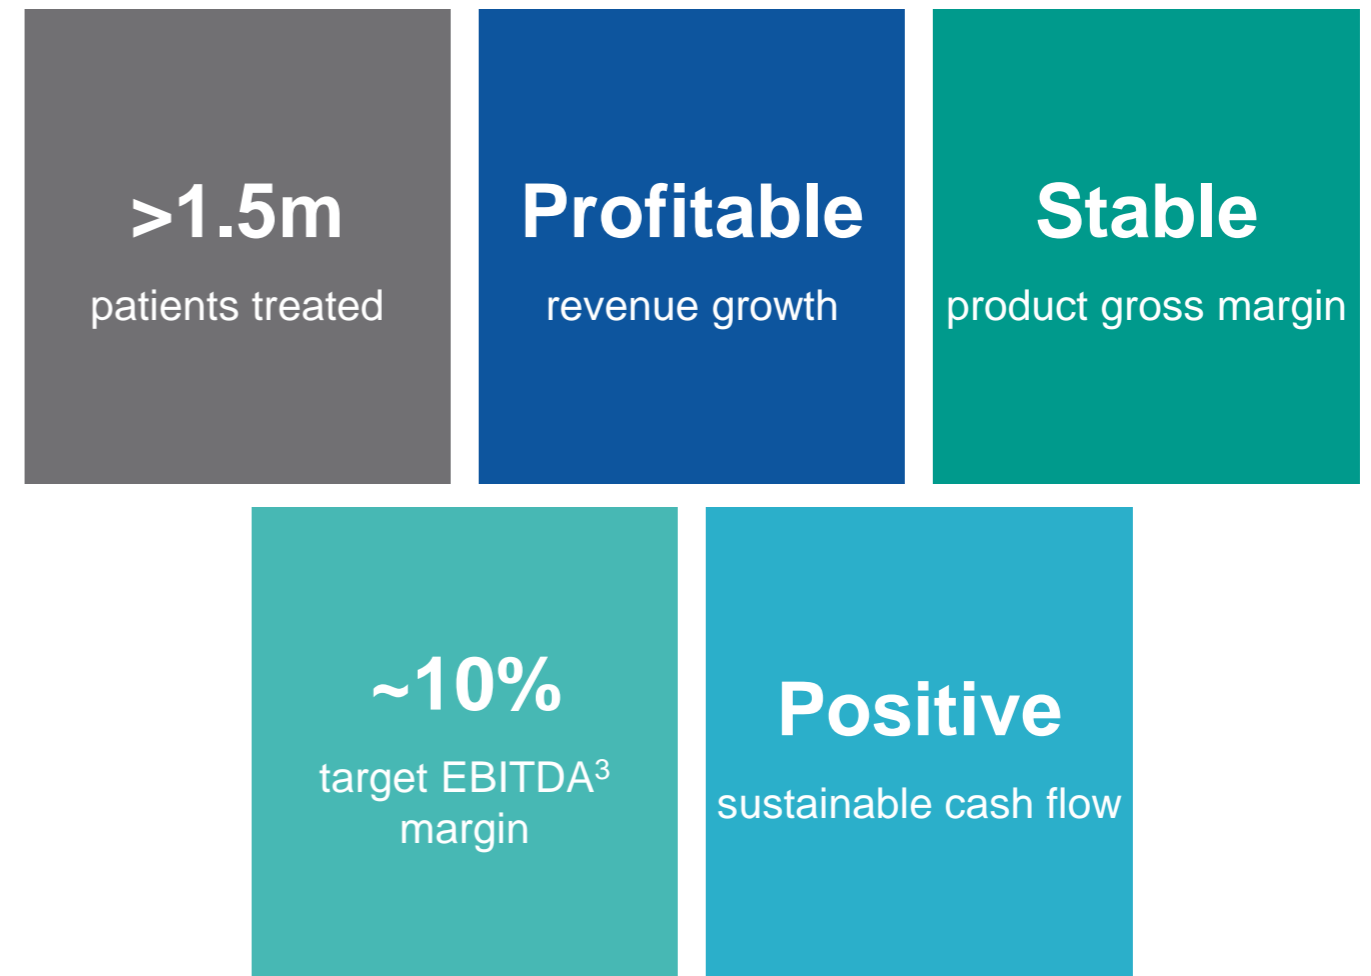 >1.5m
patients treated
Profitable
revenue growth
Stable
product gross margin
~10%
target EBITDA³
margin
Positive
sustainable cash flow